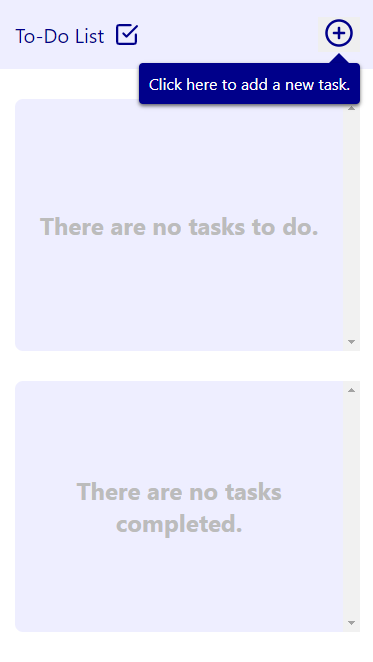 To-Do List
Click here to add a new task.
There are no tasks to do.
There are no tasks
completed.